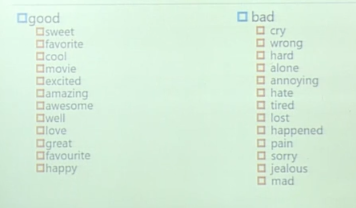 good
sweet
favorite
cool
movie
excited
amazing
awesome
well
love
great
favourite
happy
bad
cry
wrong
hard
alone
annoying
hate
tired
lost
happened
pain
sorry
jealous
mad